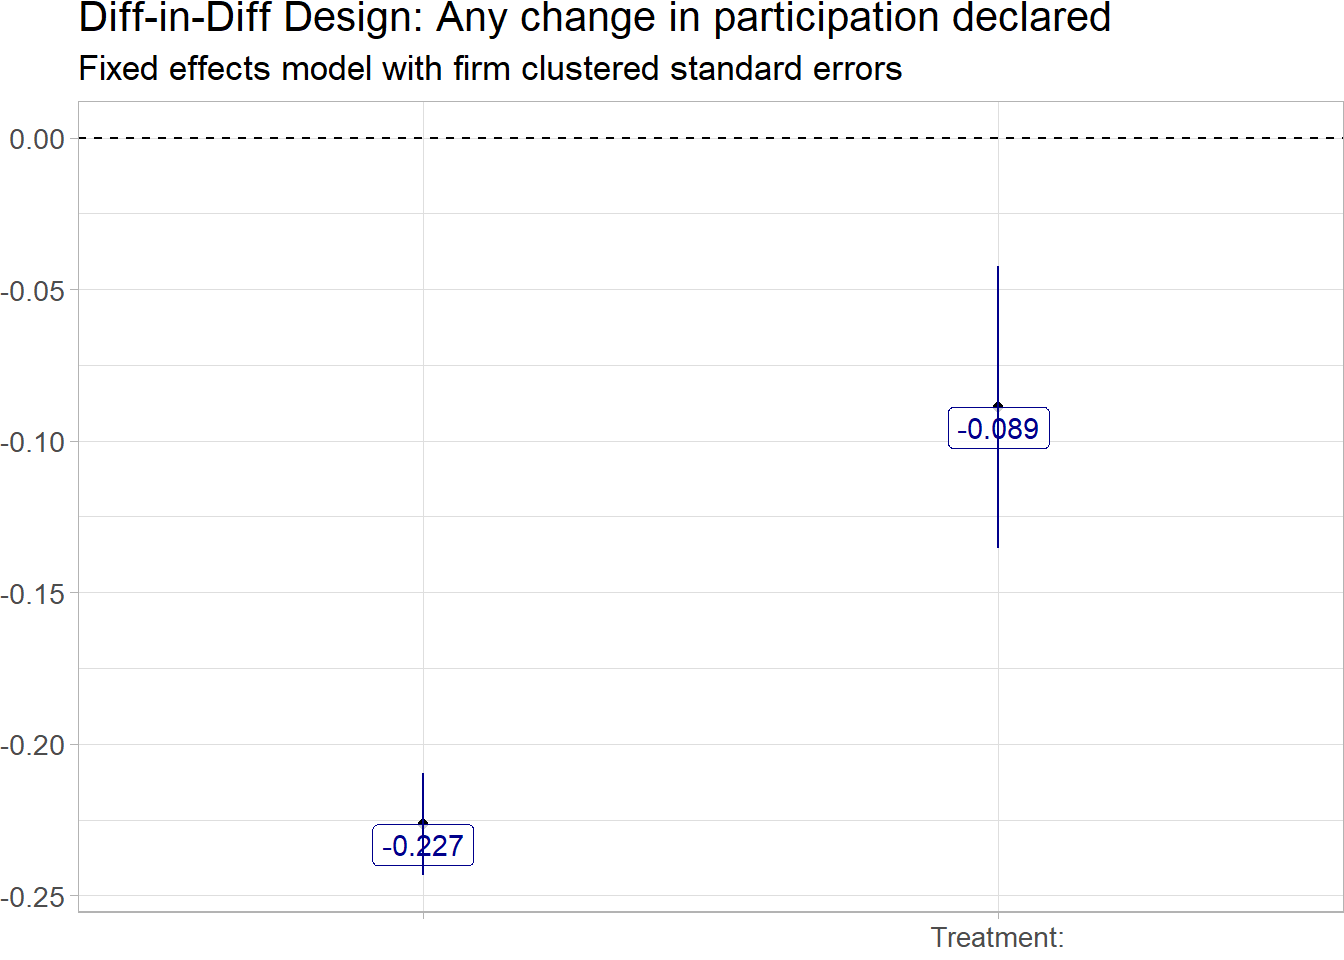 Diff-in-Diff Design: Any change in participation declared
Fixed effects model with firm clustered standard errors
0.00
-0.05
-0.089
-0.10
-0.15
-0.20
-0.227
-0.25
Treatment: